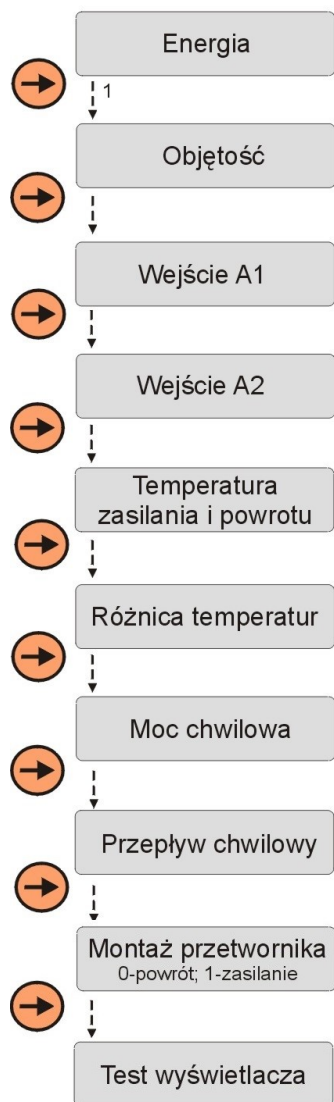 Energia
1
Objętość
Wejście A1
Wejście A2
Temperatura
zasilania i powrotu
Różnica temperatur
Moc chwilowa
Przepływ chwilowy
Montaż przetwornika
0-powrót; 1-zasilanie
Test wyświetlacza